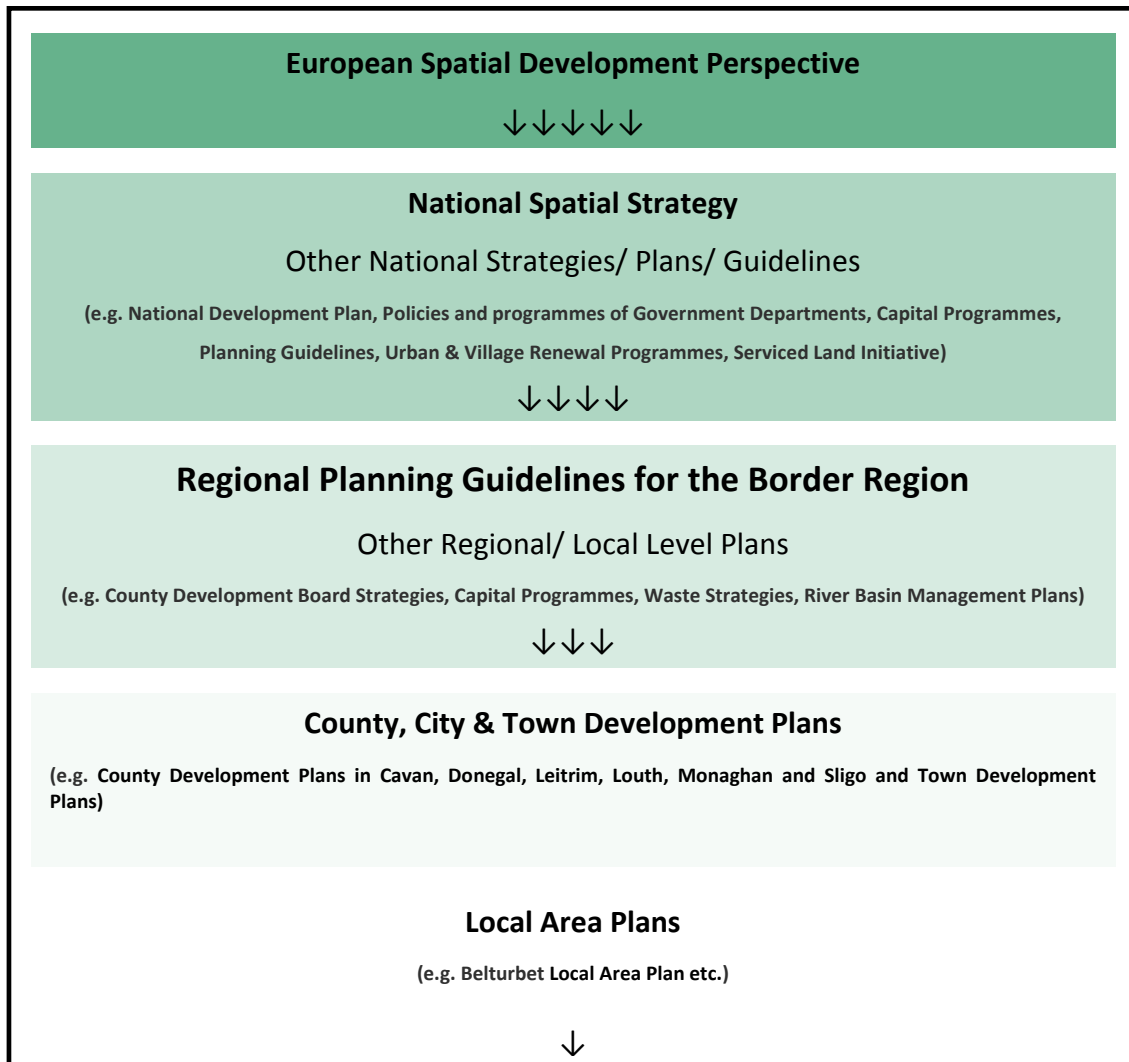 European Spatial Development Perspective
↓↓↓↓↓
National Spatial Strategy
Other National Strategies/ Plans/ Guidelines
(e.g. National Development Plan, Policies and programmes of Government Departments, Capital Programmes,
Planning Guidelines, Urban & Village Renewal Programmes, Serviced Land Initiative)
↓↓↓↓
Regional Planning Guidelines for the Border Region
Other Regional/ Local Level Plans
(e.g. County Development Board Strategies, Capital Programmes, Waste Strategies, River Basin Management Plans)
↓↓↓
County, City & Town Development Plans
(e.g. County Development Plans in Cavan, Donegal, Leitrim, Louth, Monaghan and Sligo and Town Development
Plans)
Local Area Plans
(e.g. Belturbet Local Area Plan etc.)
↓